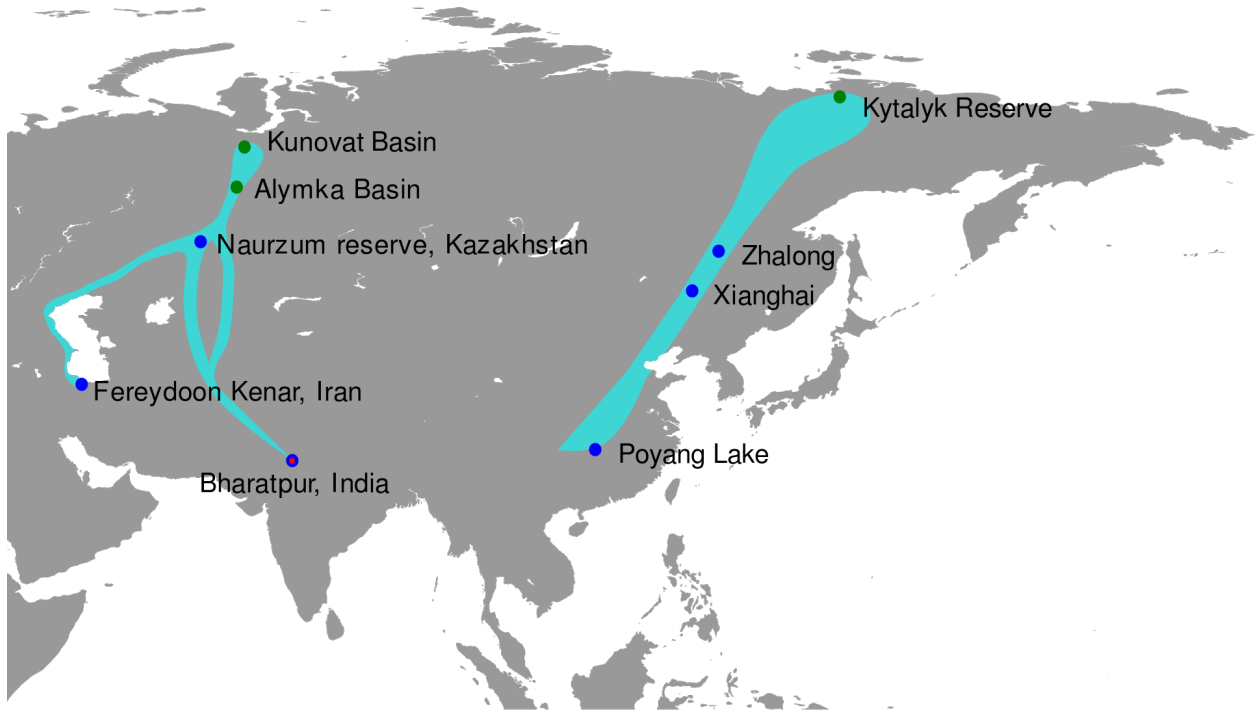 Kytalyk Reserve
Kunovat Basin
Alymka Basin
Naurzum reserve, Kazakhstan
Zhalong
Xianghai
Fereydoon Kenar, Iran
Poyang Lake
Bharatpur, India